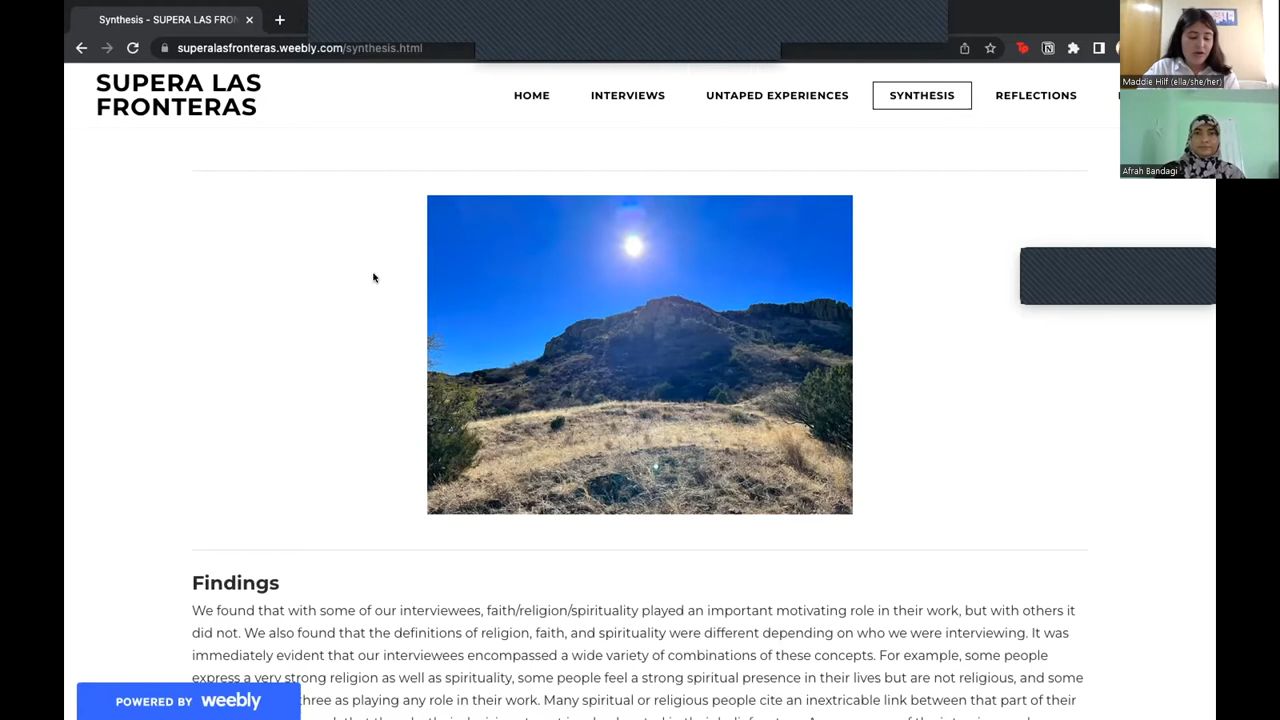 Synthesis - SUPERA LAS FRON
superalasfronteras.weebly.com/synthesis.html
SUPERA LAS
FRONTERAS
HOME
INTERVIEWS
UNTAPED EXPERIENCES
SYNTHESIS
REFLECTIONS
Maddie Hilf (ella/she/her)
Afrah Bandagi
Findings
We found that with some of our interviewees, faith/religion/spirituality played an important motivating role in their work, but with others it
did not. We also found that the definitions of religion, faith, and spirituality were different depending on who we were interviewing. It was
immediately evident that our interviewees encompassed a wide variety of combinations of these concepts. For example, some people
express a very strong religion as well as spirituality, some people feel a strong spiritual presence in their lives but are not religious, and some
three as playing any role in their work. Many spiritual or religious people cite an inextricable link between that part of their
POWERED BY weebly